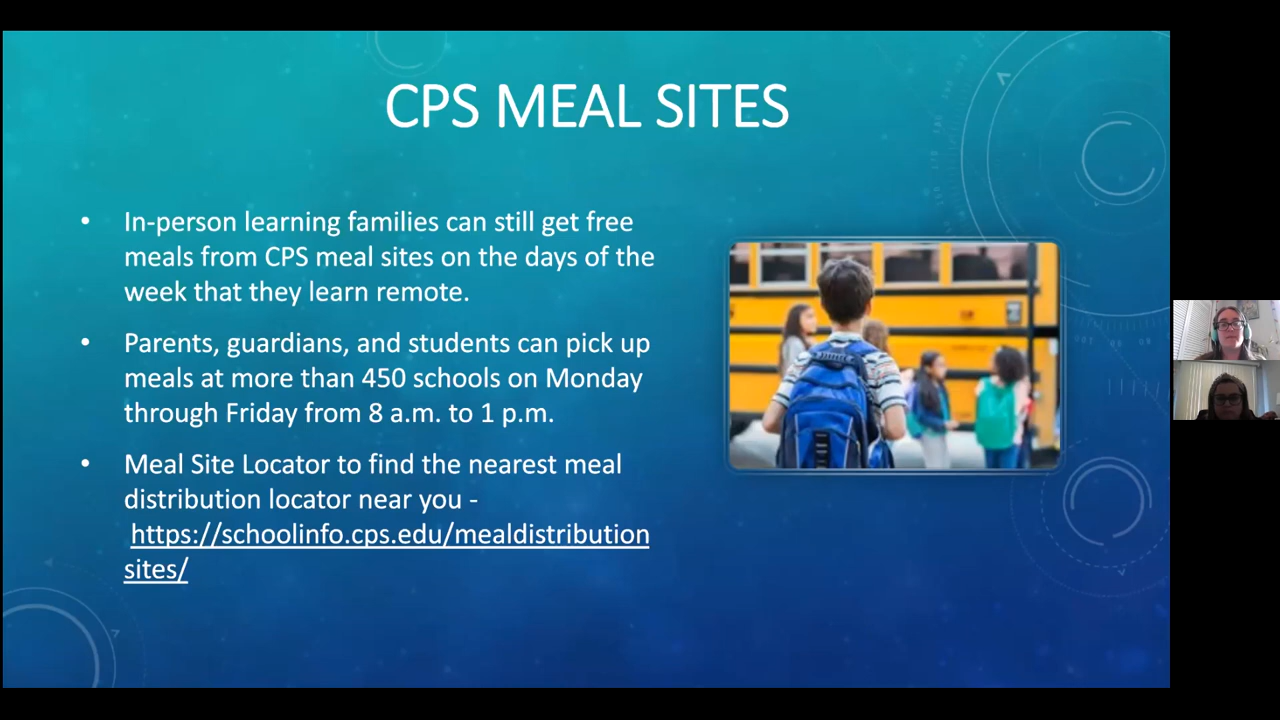 CPS MEAL SITES
• In-person learning families can still get free
meals from CPS meal sites on the days of the
week that they learn remote.
• Parents, guardians, and students can pick up
meals at more than 450 schools on Monday
through Friday from 8 a.m. to 1 p.m.
• Meal Site Locator to find the nearest meal
distribution locator near you -
https://schoolinfo.cps.edu/mealdistribution
sites/